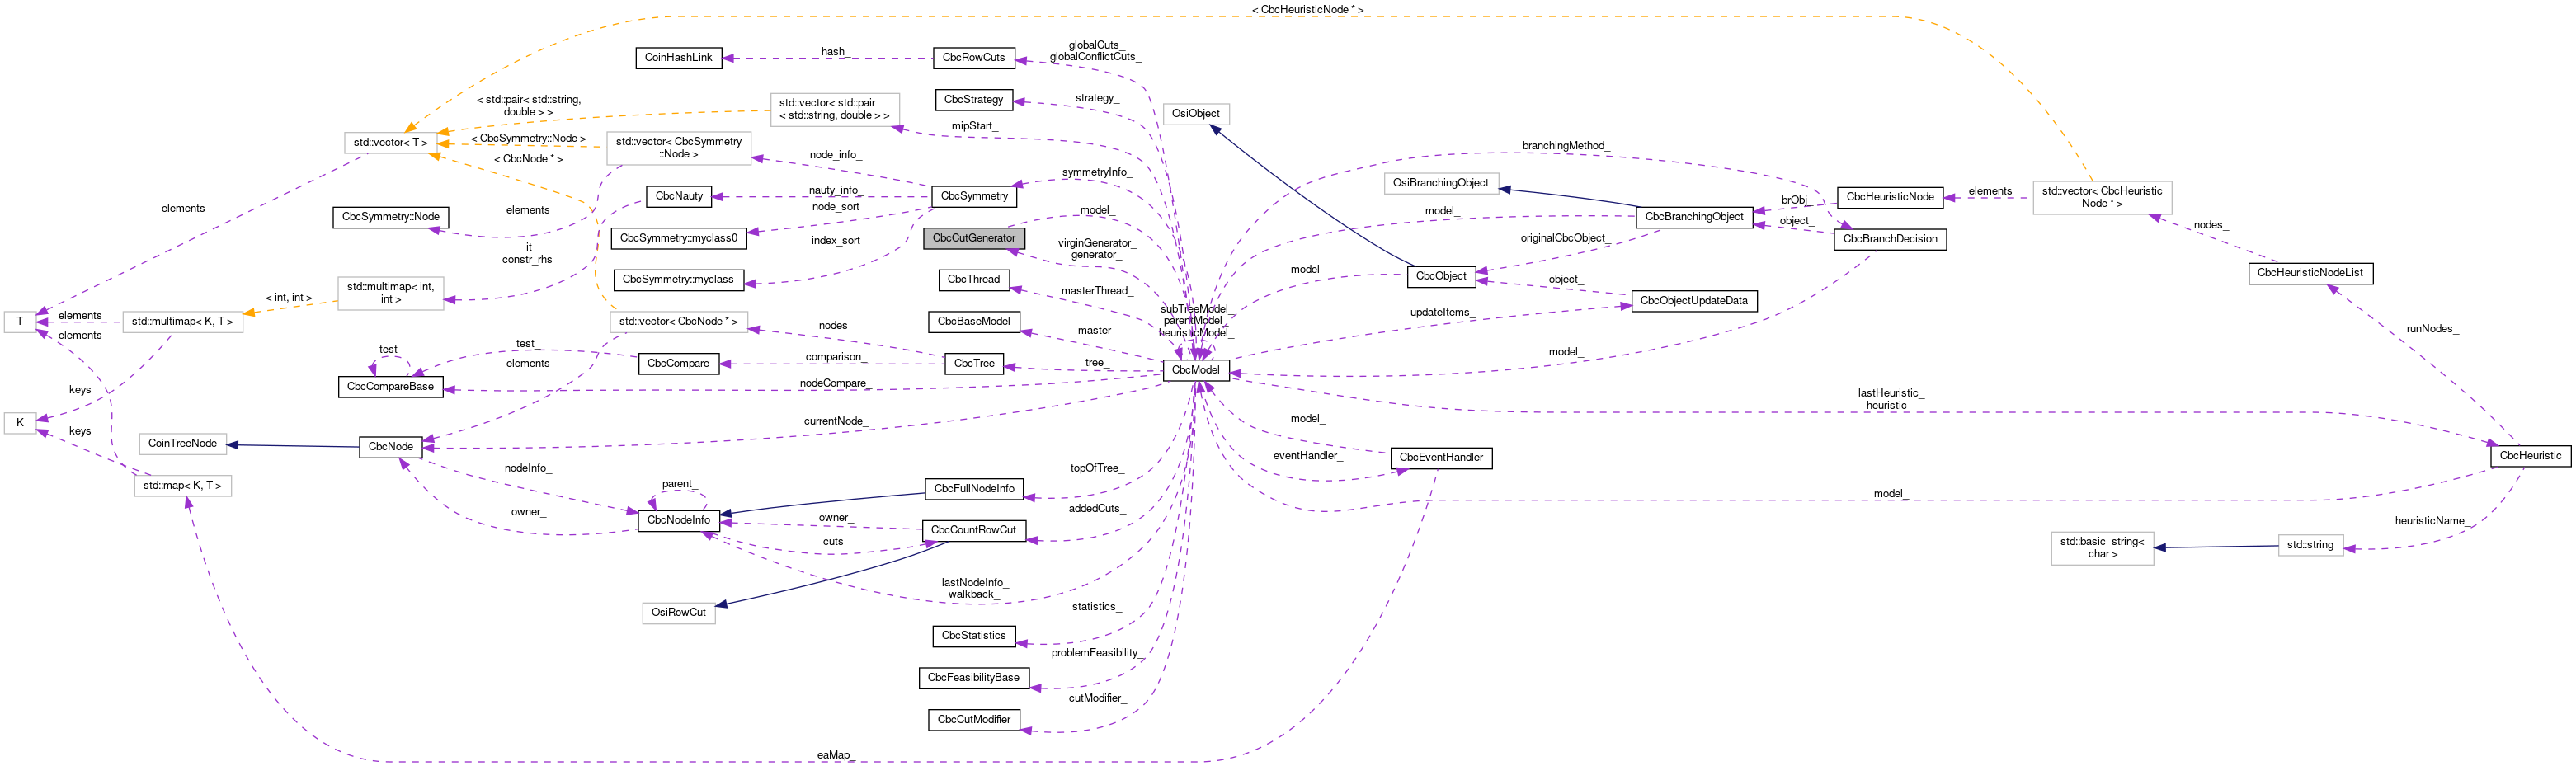 < CbcHeuristicNode * >
globalCuts_
globalConflictCuts_
hash_
CoinHashLink
CbcRowCuts
< std::pair< std::string,
double > >
std::vector< std::pair
< std::string, double > >
CbcStrategy
strategy_
mipStart_
OsiObject
std::vector< T >
< CbcSymmetry::Node >
< CbcNode * >
std::vector< CbcSymmetry
::Node >
node_info_
branchingMethod_
symmetryInfo_
OsiBranchingObject
elements
CbcNauty
nauty_info_
CbcSymmetry
CbcHeuristicNode
elements
std::vector< CbcHeuristic
Node * >
brObj_
elements
CbcSymmetry::Node
node_sort
model_
model_
CbcBranchingObject
object_
nodes_
CbcSymmetry::myclass0
index_sort
CbcCutGenerator
virginGenerator_
generator_
originalCbcObject_
CbcBranchDecision
it
constr_rhs
CbcSymmetry::myclass
CbcThread
masterThread_
model_
CbcObject
object_
CbcHeuristicNodeList
std::multimap< int,
int >
< int, int >
CbcObjectUpdateData
updateItems_
subTreeModel_
parentModel_
heuristicModel_
T
elements
elements
std::multimap< K, T >
std::vector< CbcNode * >
nodes_
CbcBaseModel
master_
runNodes_
test_
test_
elements
CbcCompare
comparison_
CbcTree
tree_
CbcModel
model_
keys
CbcCompareBase
nodeCompare_
lastHeuristic_
heuristic_
K
keys
currentNode_
model_
CoinTreeNode
CbcNode
CbcEventHandler
eventHandler_
CbcHeuristic
std::map< K, T >
nodeInfo_
topOfTree_
parent_
CbcFullNodeInfo
model_
owner_
CbcNodeInfo
owner_
cuts_
CbcCountRowCut
addedCuts_
heuristicName_
std::basic_string<
char >
std::string
lastNodeInfo_
walkback_
OsiRowCut
statistics_
CbcStatistics
problemFeasibility_
CbcFeasibilityBase
cutModifier_
CbcCutModifier
eaMap_